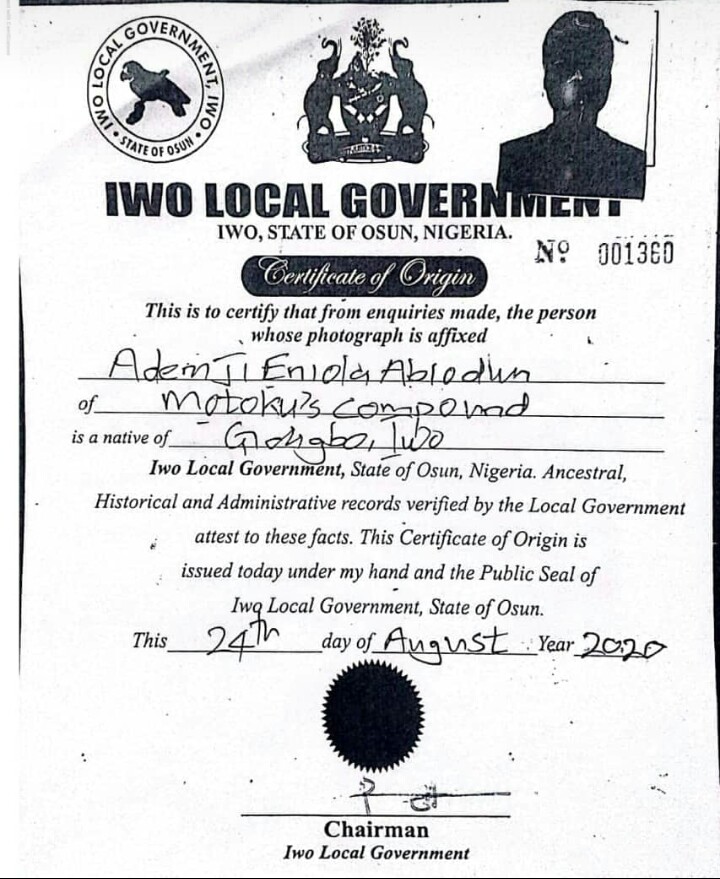 IWO LOCAL GOVERNMENT, IWO
• STATE OF OSUN •
IWO LOCAL GOVERNMENT
IWO, STATE OF OSUN, NIGERIA.
Nº 001360
Certificate of Origin
This is to certify that from enquiries made, the person
whose photograph is affixed
AdemJI Eniola Abiodun
of Motoku's compound
is a native of Iwo
Iwo Local Government, State of Osun, Nigeria. Ancestral,
Historical and Administrative records verified by the Local Government
attest to these facts. This Certificate of Origin is
issued today under my hand and the Public Seal of
Iwo Local Government, State of Osun.
This 24th day of August Year 2020
Chairman
Iwo Local Government